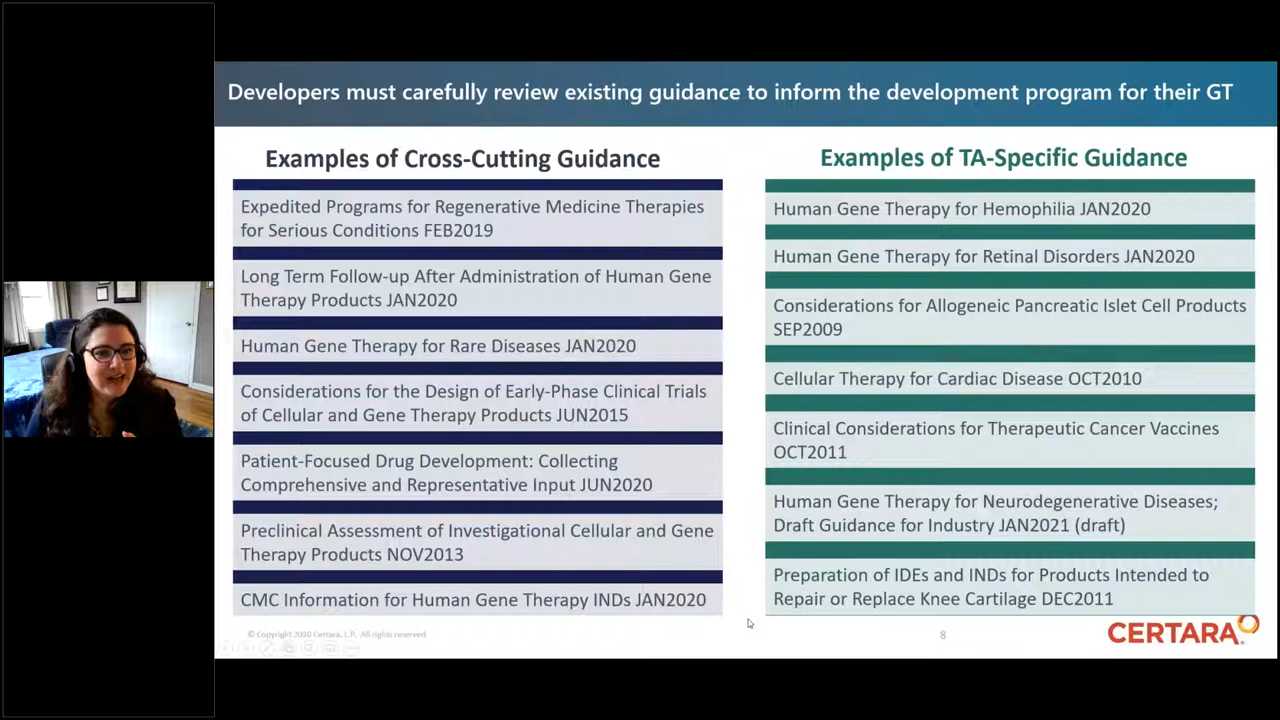 Developers must carefully review existing guidance to inform the development program for their GT
Examples of Cross-Cutting Guidance
Expedited Programs for Regenerative Medicine Therapies
for Serious Conditions FEB2019
Long Term Follow-up After Administration of Human Gene
Therapy Products JAN2020
Human Gene Therapy for Rare Diseases JAN2020
Considerations for the Design of Early-Phase Clinical Trials
of Cellular and Gene Therapy Products JUN2015
Patient-Focused Drug Development: Collecting
Comprehensive and Representative Input JUN2020
Preclinical Assessment of Investigational Cellular and Gene
Therapy Products NOV2013
CMC Information for Human Gene Therapy INDs JAN2020
Examples of TA-Specific Guidance
Human Gene Therapy for Hemophilia JAN2020
Human Gene Therapy for Retinal Disorders JAN2020
Considerations for Allogeneic Pancreatic Islet Cell Products
SEP2009
Cellular Therapy for Cardiac Disease OCT2010
Clinical Considerations for Therapeutic Cancer Vaccines
OCT2011
Human Gene Therapy for Neurodegenerative Diseases;
Draft Guidance for Industry JAN2021 (draft)
Preparation of IDEs and INDs for Products Intended to
Repair or Replace Knee Cartilage DEC2011
© Copyright 2020 Certara, L.P. All rights reserved.
8
CERTARA